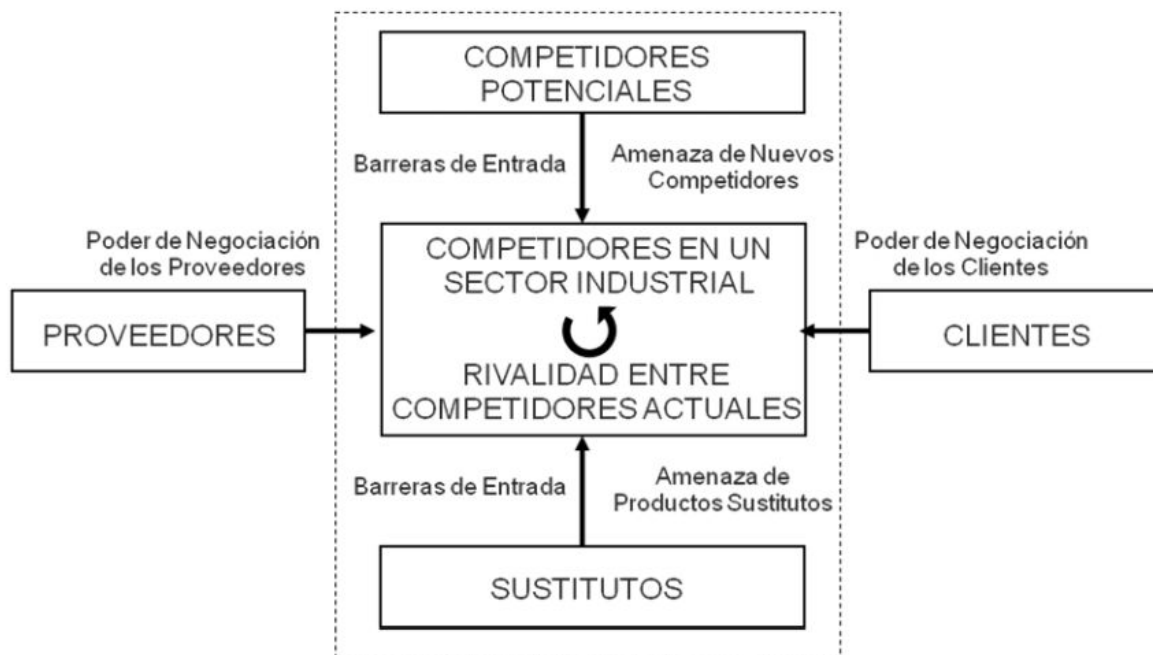 COMPETIDORES
POTENCIALES
Barreras de Entrada
Amenaza de Nuevos
Competidores
Poder de Negociación
de los Proveedores
PROVEEDORES
COMPETIDORES EN UN
SECTOR INDUSTRIAL
RIVALIDAD ENTRE
COMPETIDORES ACTUALES
Poder de Negociación
de los Clientes
CLIENTES
Barreras de Entrada
Amenaza de
Productos Sustitutos
SUSTITUTOS